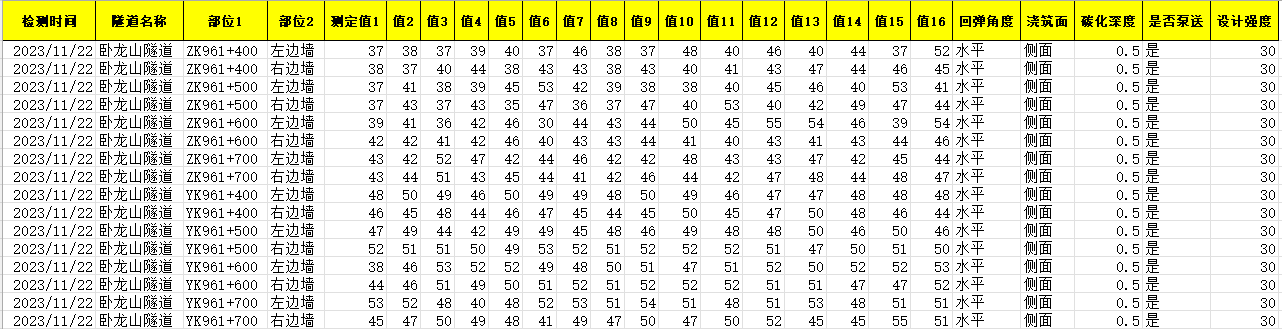 检测时间 隧道名称 部位1 部位2 测定值1 值2 值3 值4 值5 值6 值7 值8 值9 值10 值11 值12 值13 值14 值15 值16 回弹角度 浇筑面 碳化深度 是否泵送 设计强度
2023/11/22 卧龙山隧道 ZK961+400 左边墙 37 38 37 39 40 37 46 38 37 48 40 46 40 44 37 52 水平 侧面 0.5 是 30
2023/11/22 卧龙山隧道 ZK961+400 右边墙 38 37 40 44 38 43 43 38 43 40 41 43 47 44 46 45 水平 侧面 0.5 是 30
2023/11/22 卧龙山隧道 ZK961+500 左边墙 37 41 38 39 45 53 42 39 38 38 40 45 46 40 53 41 水平 侧面 0.5 是 30
2023/11/22 卧龙山隧道 ZK961+500 右边墙 37 43 37 43 35 47 36 37 47 40 53 40 42 49 47 44 水平 侧面 0.5 是 30
2023/11/22 卧龙山隧道 ZK961+600 左边墙 39 41 36 42 46 30 44 43 44 50 45 55 54 46 39 54 水平 侧面 0.5 是 30
2023/11/22 卧龙山隧道 ZK961+600 右边墙 42 42 41 42 46 40 43 43 44 41 40 43 41 43 44 46 水平 侧面 0.5 是 30
2023/11/22 卧龙山隧道 ZK961+700 左边墙 43 42 52 47 42 44 46 42 42 48 43 43 47 42 45 44 水平 侧面 0.5 是 30
2023/11/22 卧龙山隧道 ZK961+700 右边墙 43 44 51 43 45 44 41 42 46 44 42 47 48 44 48 47 水平 侧面 0.5 是 30
2023/11/22 卧龙山隧道 YK961+400 左边墙 48 50 49 46 50 49 49 48 50 49 46 47 47 48 48 48 水平 侧面 0.5 是 30
2023/11/22 卧龙山隧道 YK961+400 右边墙 46 45 48 44 46 47 45 44 45 50 45 47 50 48 46 44 水平 侧面 0.5 是 30
2023/11/22 卧龙山隧道 YK961+500 左边墙 47 49 44 42 49 49 45 48 46 49 48 48 50 46 50 46 水平 侧面 0.5 是 30
2023/11/22 卧龙山隧道 YK961+500 右边墙 52 51 51 50 49 53 52 51 52 52 52 51 47 50 51 50 水平 侧面 0.5 是 30
2023/11/22 卧龙山隧道 YK961+600 左边墙 38 46 53 52 52 49 48 50 51 47 51 52 50 52 52 53 水平 侧面 0.5 是 30
2023/11/22 卧龙山隧道 YK961+600 右边墙 44 46 51 49 50 51 52 51 52 52 52 51 51 47 47 52 水平 侧面 0.5 是 30
2023/11/22 卧龙山隧道 YK961+700 左边墙 53 52 48 40 48 52 53 51 54 51 48 51 53 48 51 51 水平 侧面 0.5 是 30
2023/11/22 卧龙山隧道 YK961+700 右边墙 45 47 50 49 48 41 49 47 50 47 50 52 45 45 55 51 水平 侧面 0.5 是 30